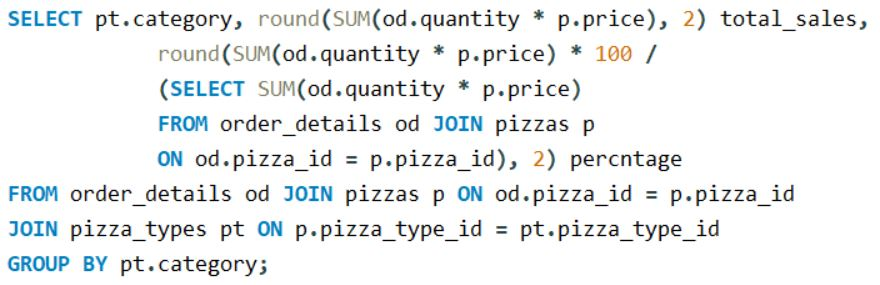 SELECT pt.category, round(SUM(od.quantity * p.price), 2) total_sales,
round(SUM(od.quantity * p.price) * 100 /
(SELECT SUM(od.quantity * p.price)
FROM order_details od JOIN pizzas p
ON od.pizza_id = p.pizza_id), 2) percntage
FROM order_details od JOIN pizzas p ON od.pizza_id = p.pizza_id
JOIN pizza_types pt ON p.pizza_type_id = pt.pizza_type_id
GROUP BY pt.category;